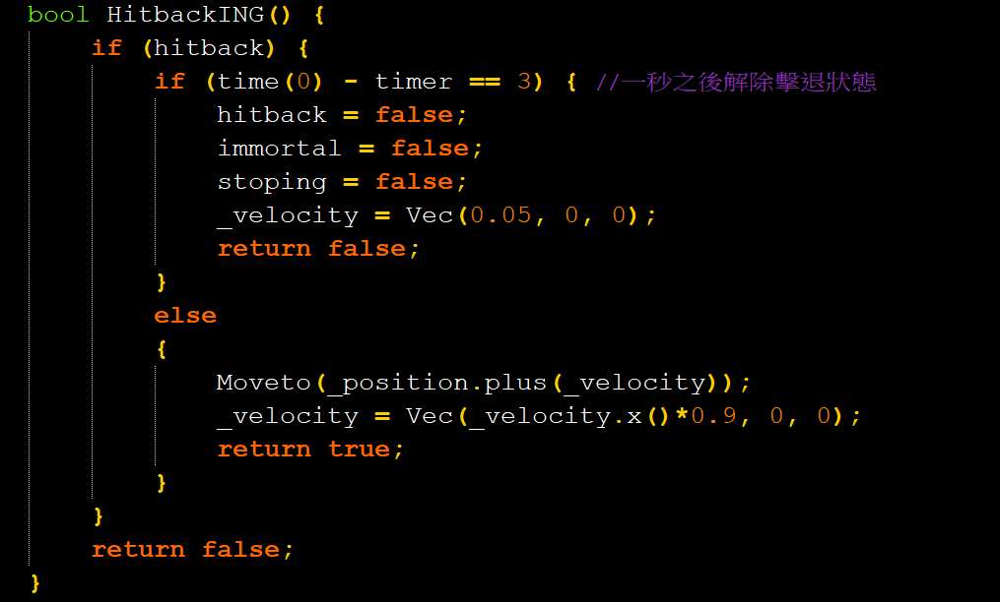 bool HitbackING() {
if (hitback) {
if (time(0) - timer == 3) { //一秒之後解除擊退狀態
hitback = false;
immortal = false;
stoping = false;
_velocity = Vec(0.05, 0, 0);
return false;
}
else
{
Moveto(_position.plus(_velocity));
_velocity = Vec(_velocity.x()*0.9, 0, 0);
return true;
}
}
return false;
}